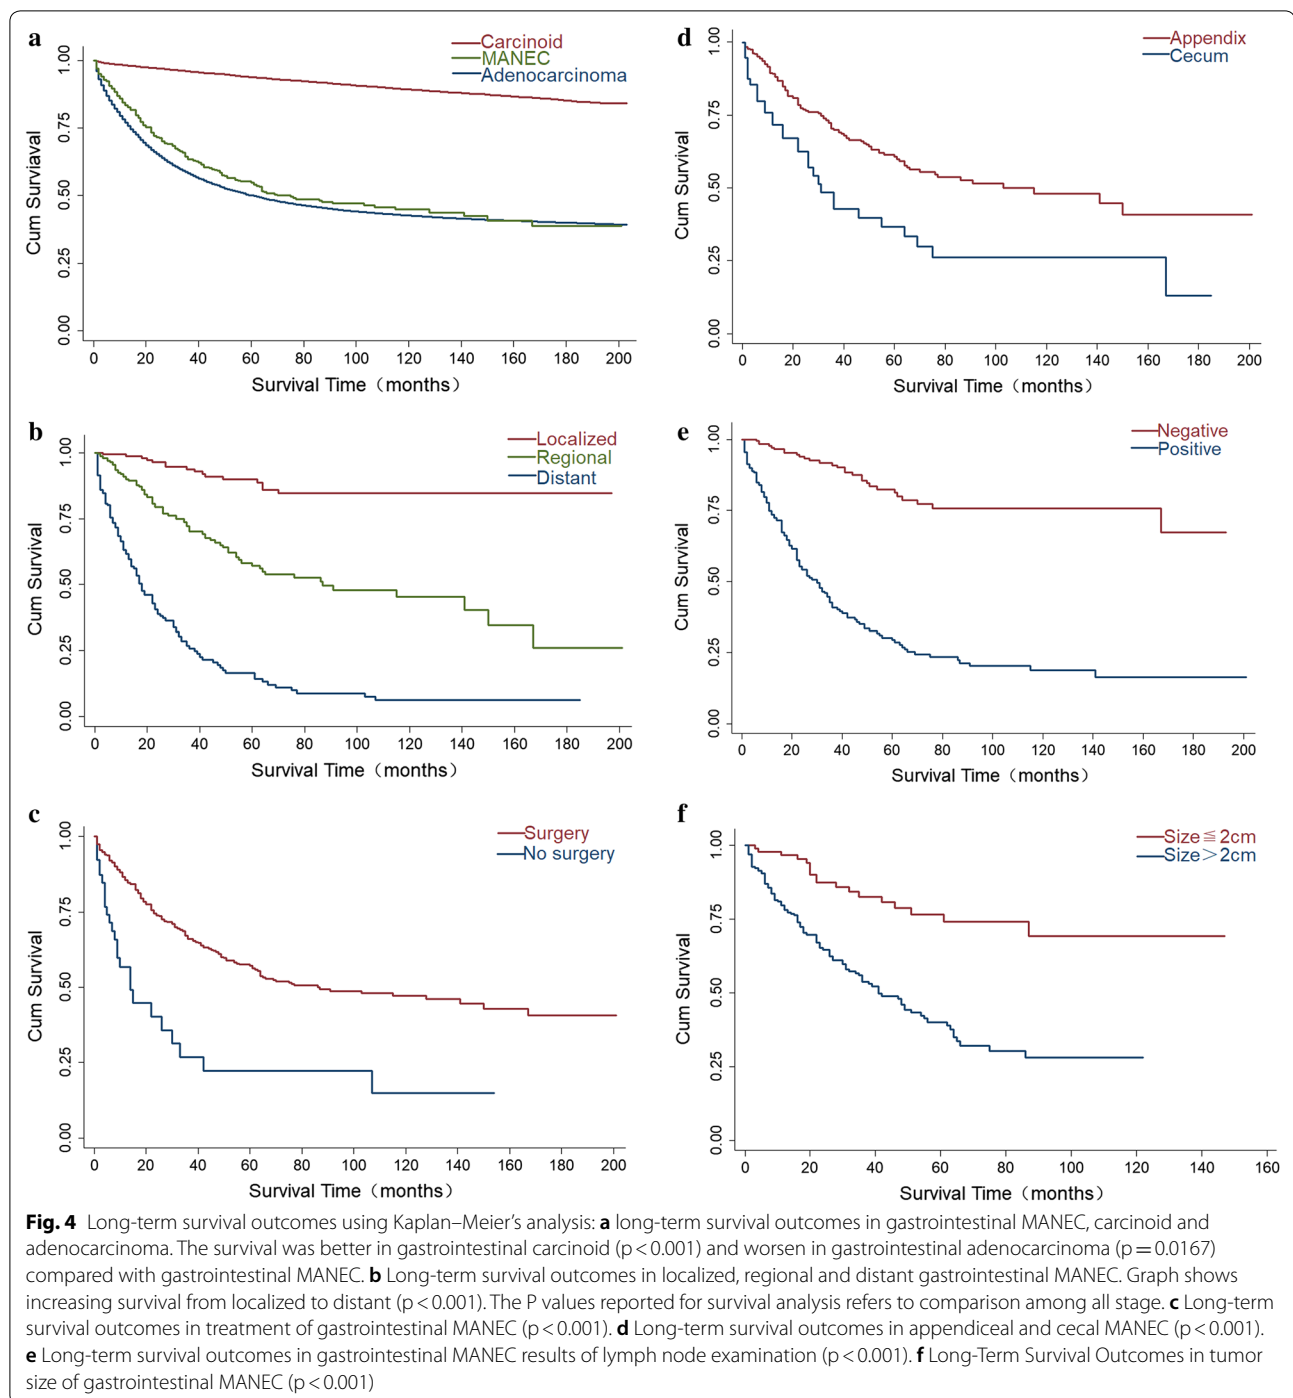 a
Carcinoid
MANEC
Adenocarcinoma
Cum Surviaval
1.00
0.75
0.50
0.25
0.00
0 20 40 60 80 100 120 140 160 180 200
Survival Time（months）
b
Localized
Regional
Distant
Cum Survival
1.00
0.75
0.50
0.25
0.00
0 20 40 60 80 100 120 140 160 180 200
Survival Time（months）
c
Surgery
No surgery
Cum Survival
1.00
0.75
0.50
0.25
0.00
0 20 40 60 80 100 120 140 160 180 200
Survival Time（months）
d
Appendix
Cecum
Cum Survival
1.00
0.75
0.50
0.25
0.00
0 20 40 60 80 100 120 140 160 180 200
Survival Time（months）
e
Negative
Positive
Cum Survival
1.00
0.75
0.50
0.25
0.00
0 20 40 60 80 100 120 140 160 180 200
Survival Time（months）
f
Size≦2cm
Size＞2cm
Cum Survival
1.00
0.75
0.50
0.25
0.00
0 20 40 60 80 100 120 140 160
Survival Time（months）
Fig. 4 Long-term survival outcomes using Kaplan–Meier's analysis: a long-term survival outcomes in gastrointestinal MANEC, carcinoid and
adenocarcinoma. The survival was better in gastrointestinal carcinoid (p < 0.001) and worsen in gastrointestinal adenocarcinoma (p = 0.0167)
compared with gastrointestinal MANEC. b Long-term survival outcomes in localized, regional and distant gastrointestinal MANEC. Graph shows
increasing survival from localized to distant (p < 0.001). The P values reported for survival analysis refers to comparison among all stage. c Long-term
survival outcomes in treatment of gastrointestinal MANEC (p < 0.001). d Long-term survival outcomes in appendiceal and cecal MANEC (p < 0.001).
e Long-term survival outcomes in gastrointestinal MANEC results of lymph node examination (p < 0.001). f Long-Term Survival Outcomes in tumor
size of gastrointestinal MANEC (p < 0.001)